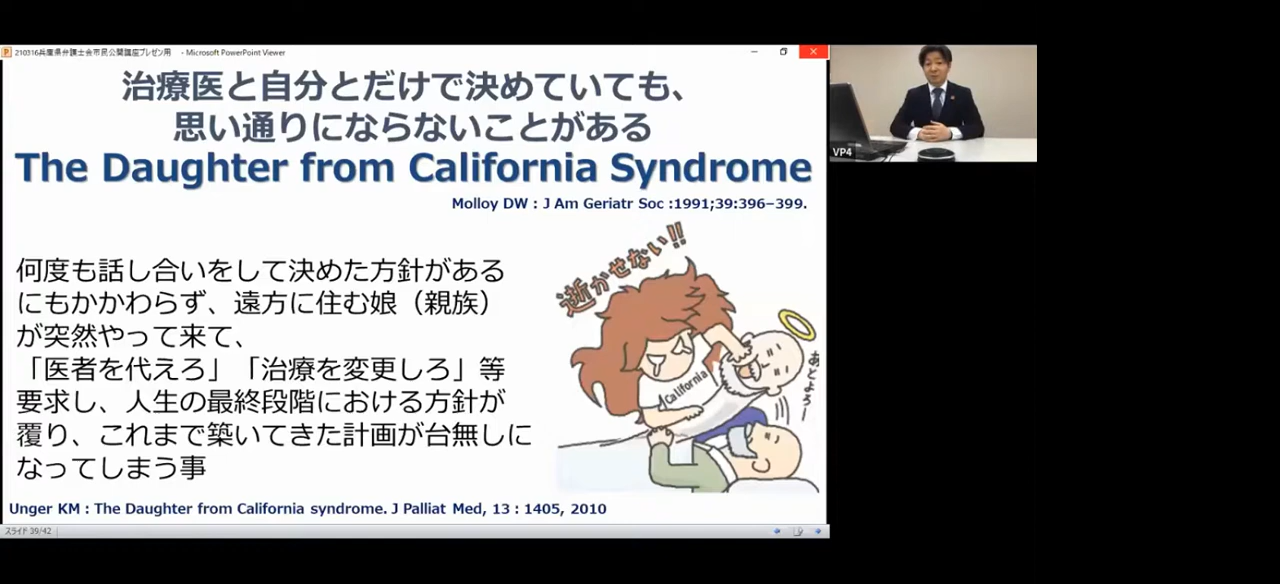 210316兵庫県弁護士会市民公開講座プレゼン用 - Microsoft PowerPoint Viewer
治療医と自分とだけで決めていても、
思い通りにならないことがある
The Daughter from California Syndrome
Molloy DW : J Am Geriatr Soc :1991;39:396–399.
何度も話し合いをして決めた方針がある
にもかかわらず、遠方に住む娘（親族）
が突然やって来て、
「医者を代えろ」「治療を変更しろ」等
要求し、人生の最終段階における方針が
覆り、これまで築いてきた計画が台無しに
なってしまう事
逝かせない!!
California
あとよろー
Unger KM : The Daughter from California syndrome. J Palliat Med, 13 : 1405, 2010
スライド 39/42
VP4